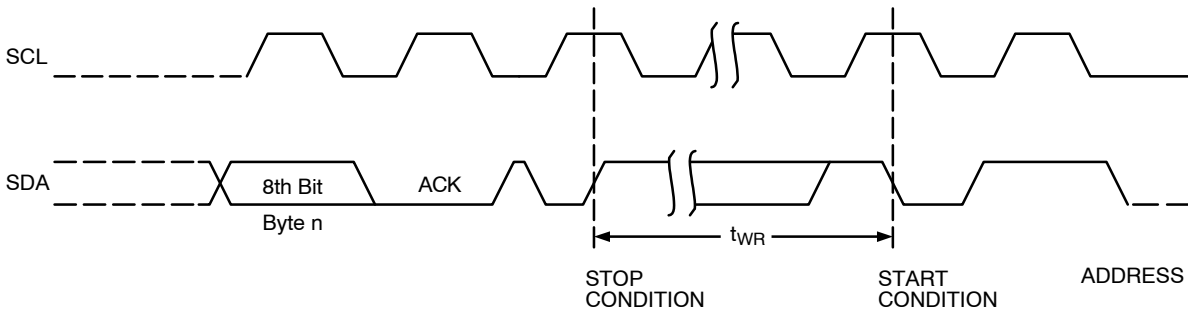 SCL
SDA
8th Bit
ACK
Byte n
tWR
STOP
CONDITION
START
CONDITION
ADDRESS